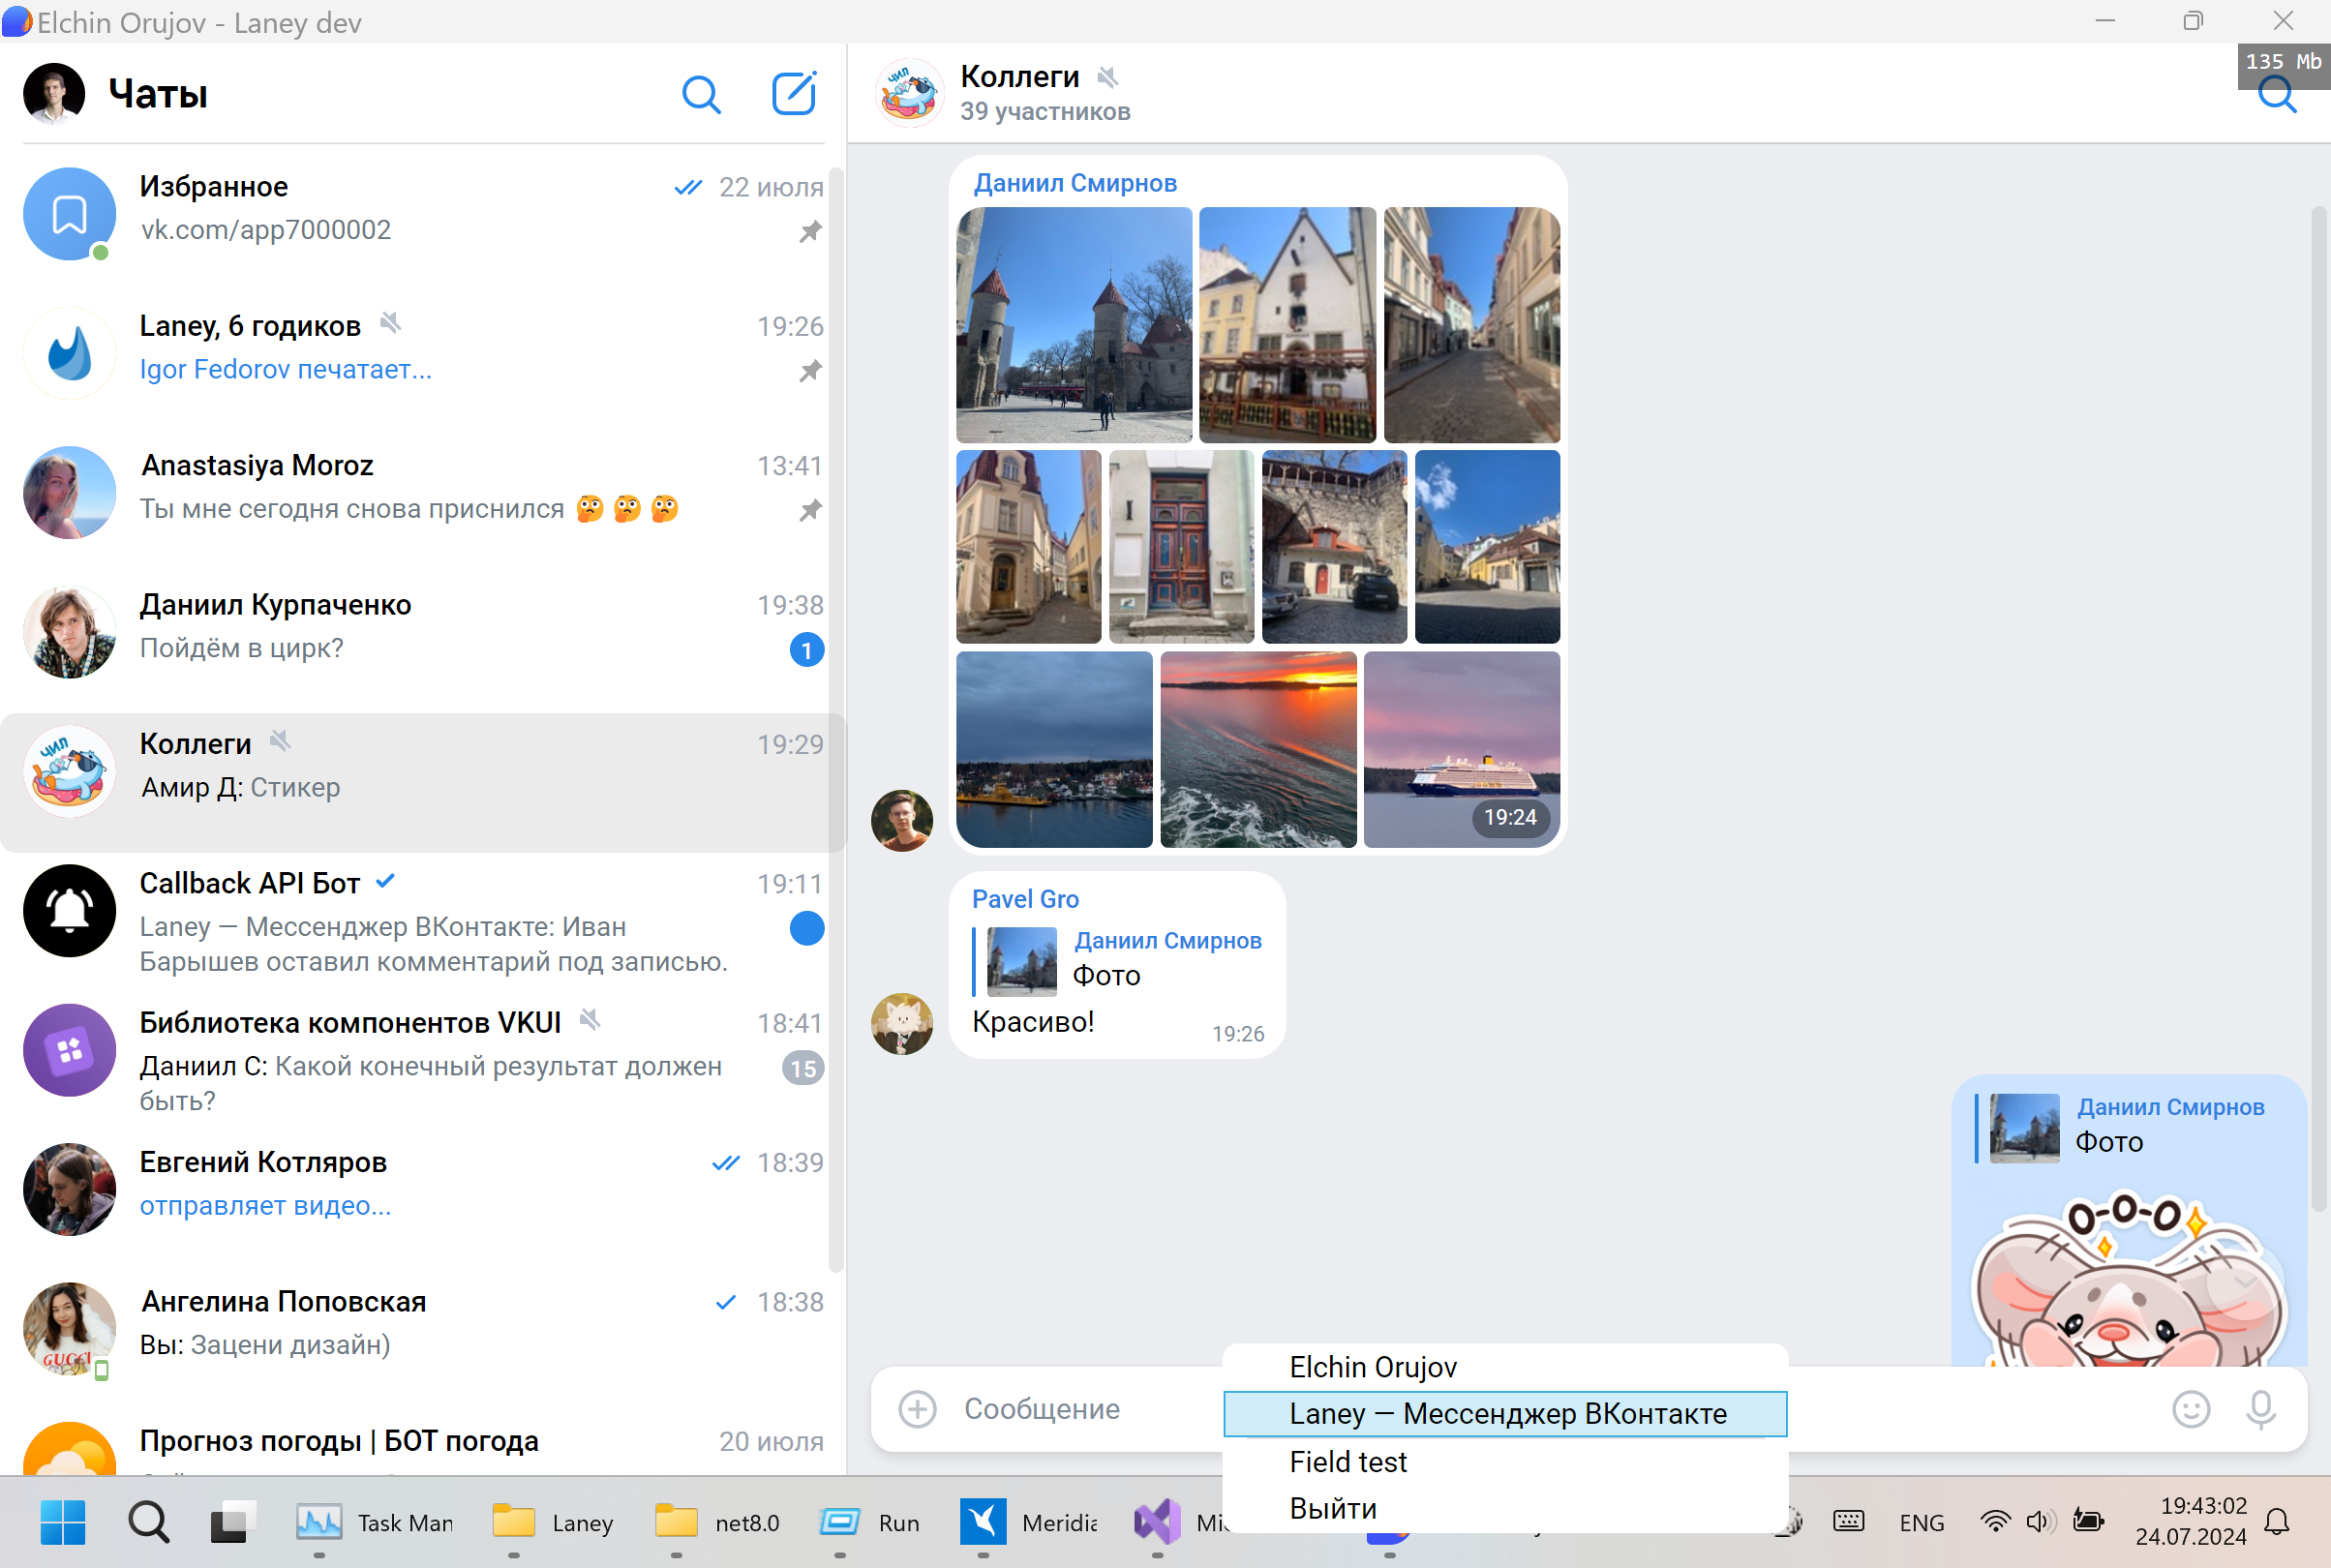 Elchin Orujov - Laney dev
135 Mb
Чаты
Избранное
22 июля
vk.com/app7000002
Laney, 6 годиков
19:26
Igor Fedorov печатает...
Anastasiya Moroz
13:41
Ты мне сегодня снова приснился 🤔🤔🤔
Даниил Курпаченко
19:38
Пойдём в цирк?
1
Коллеги
19:29
Амир Д: Стикер
Callback API Бот
19:11
Laney — Мессенджер ВКонтакте: Иван
Барышев оставил комментарий под записью.
Библиотека компонентов VKUI
18:41
Даниил С: Какой конечный результат должен
быть?
15
Евгений Котляров
18:39
отправляет видео...
Ангелина Поповская
18:38
Вы: Зацени дизайн)
Прогноз погоды | БОТ погода
20 июля
Коллеги
39 участников
ЧИЛ
Даниил Смирнов
19:24
Pavel Gro
Даниил Смирнов
Фото
Красиво!
19:26
Даниил Смирнов
Фото
О-О-О
Сообщение
Elchin Orujov
Laney — Мессенджер ВКонтакте
Field test
Выйти
Task Man
Laney
net8.0
Run
Meridia
ENG
19:43:02
24.07.2024